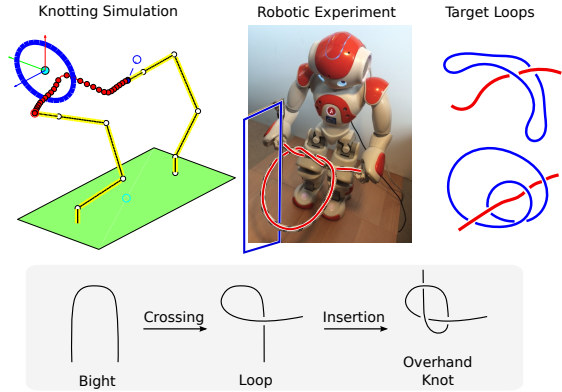 Knotting Simulation
Robotic Experiment
Target Loops
Crossing
Insertion
Bight
Loop
Overhand
Knot